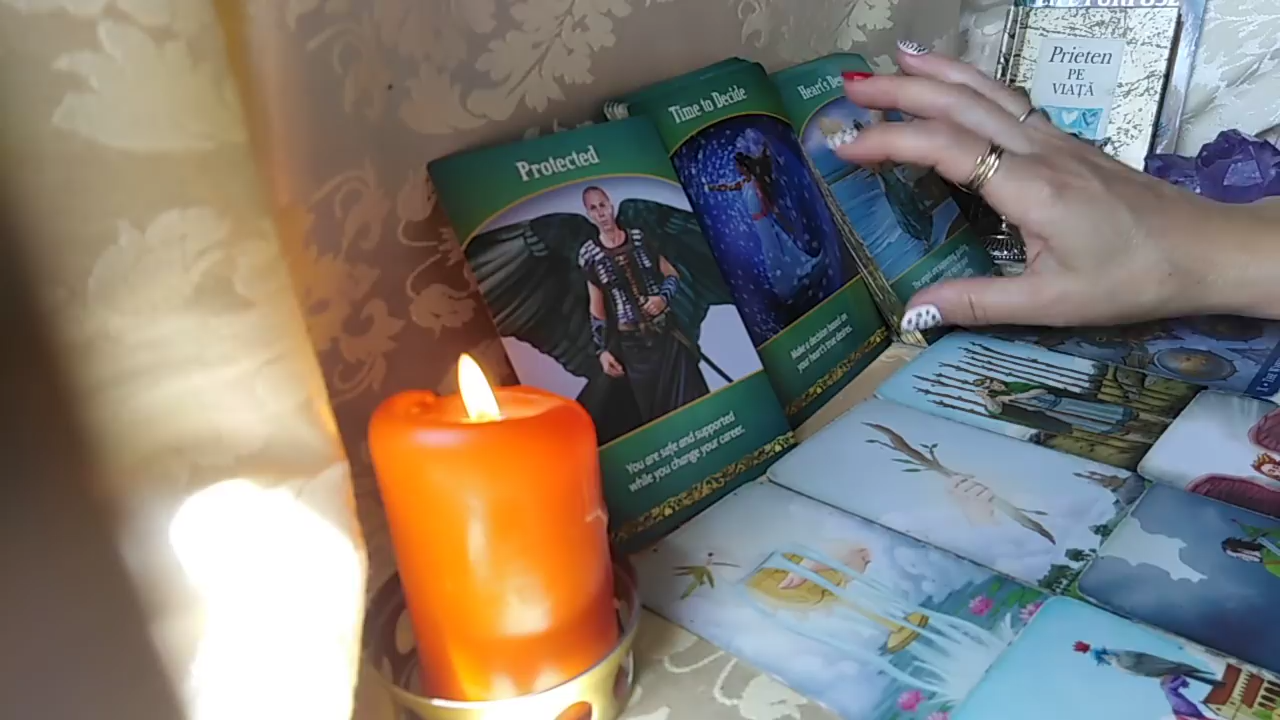 Protected
You are safe and supported
while you change your career.
Time to Decide
Make a decision based on
your heart's true desires.
Heart's
Prieten
PE
VIAȚĂ